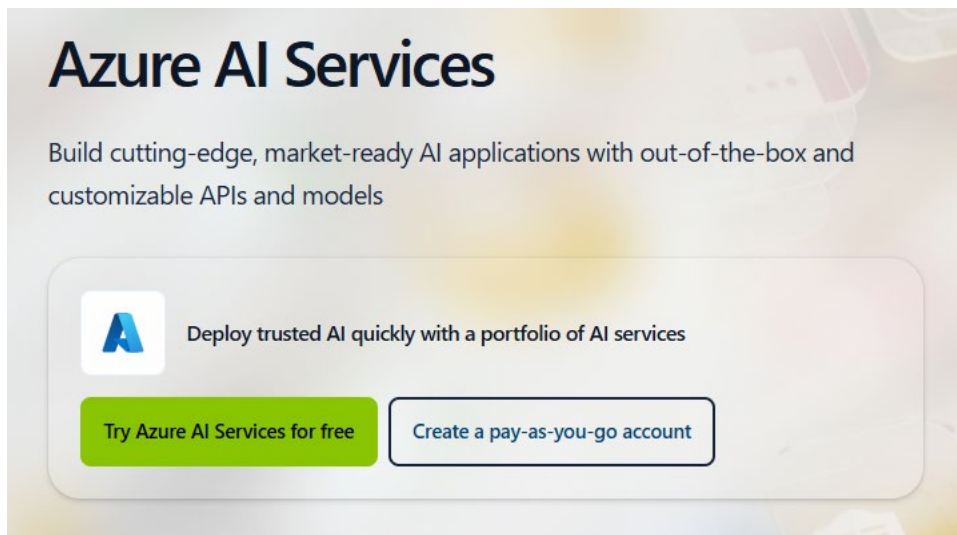 Azure AI Services
Build cutting-edge, market-ready AI applications with out-of-the-box and
customizable APIs and models
Deploy trusted AI quickly with a portfolio of AI services
Try Azure AI Services for free
Create a pay-as-you-go account